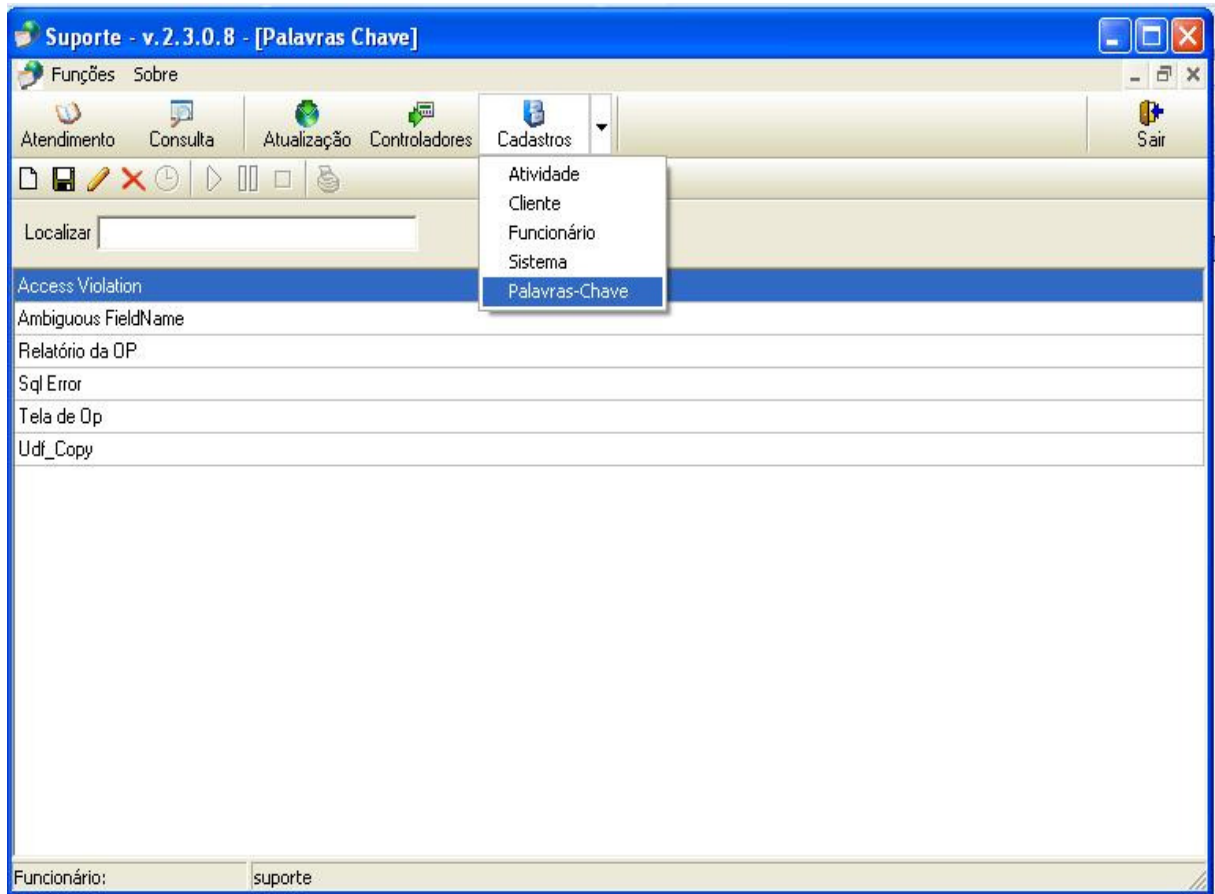 Suporte - v.2.3.0.8 - [Palavras Chave]
Funções Sobre
Atendimento Consulta Atualização Controladores Cadastros Sair
Atividade
Cliente
Funcionário
Sistema
Palavras-Chave
Localizar
Access Violation
Ambiguous FieldName
Relatório da OP
Sql Error
Tela de Op
Udf_Copy
Funcionário: suporte